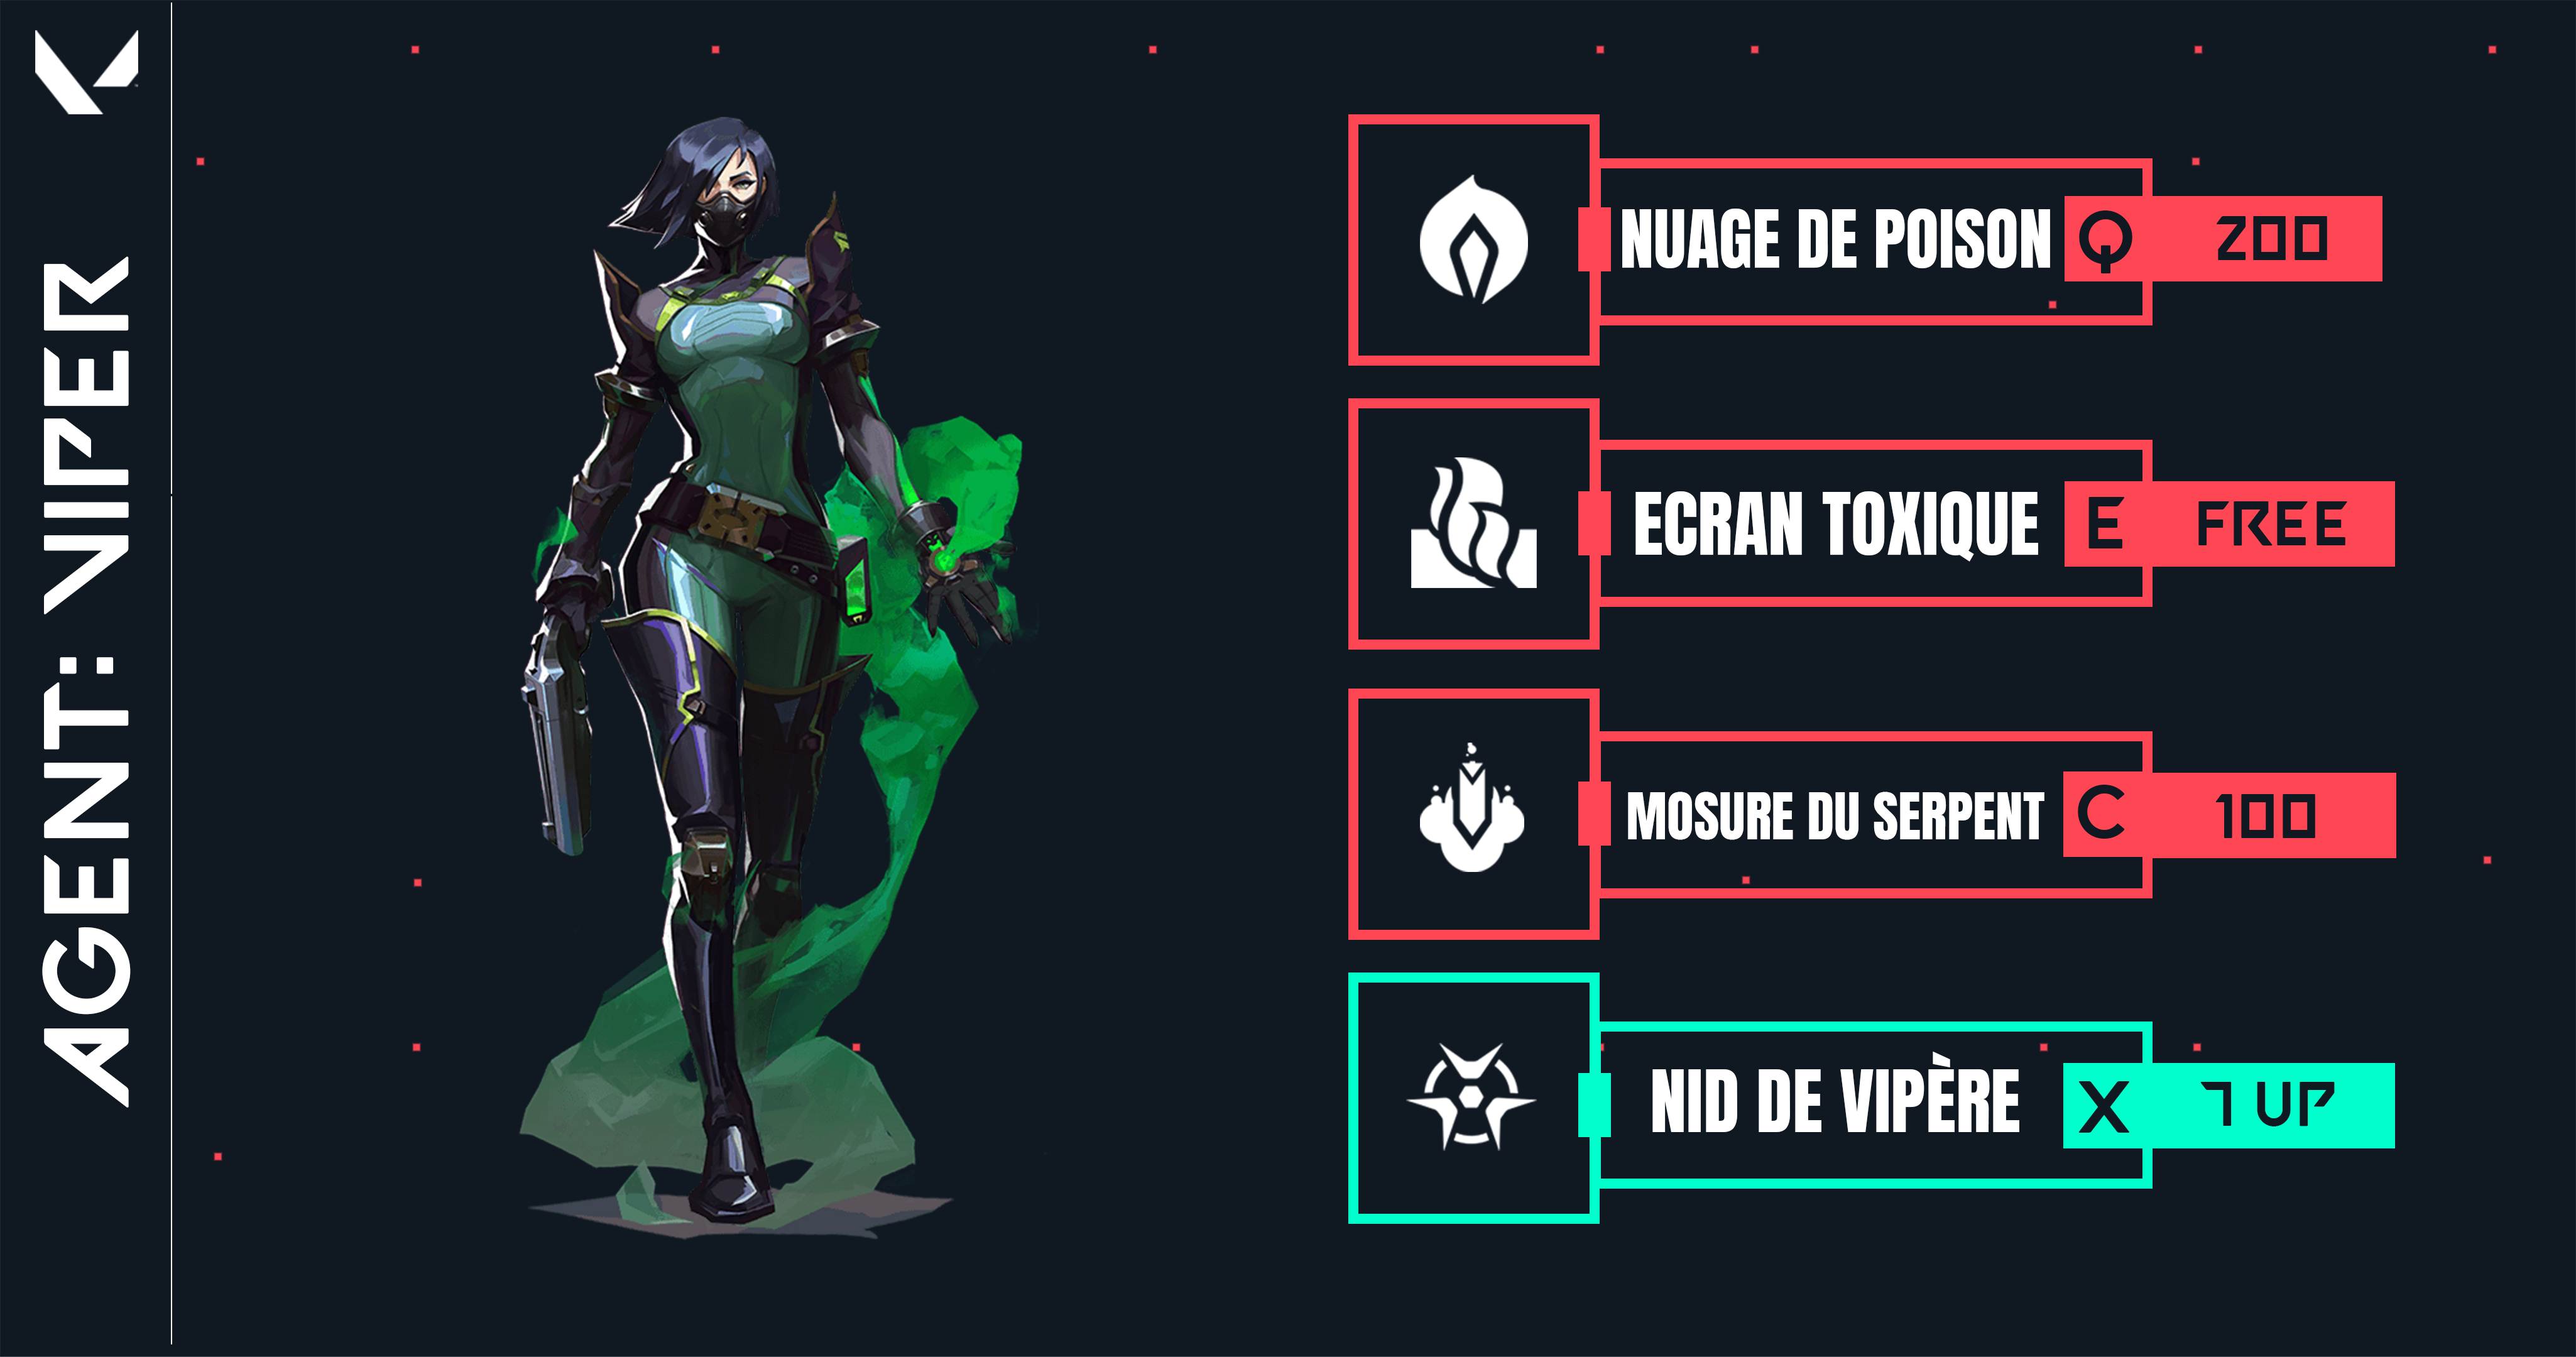 AGENT: VIPER
NUAGE DE POISON Q 200
ECRAN TOXIQUE E FREE
MOSURE DU SERPENT C 100
NID DE VIPÈRE X 7 UP